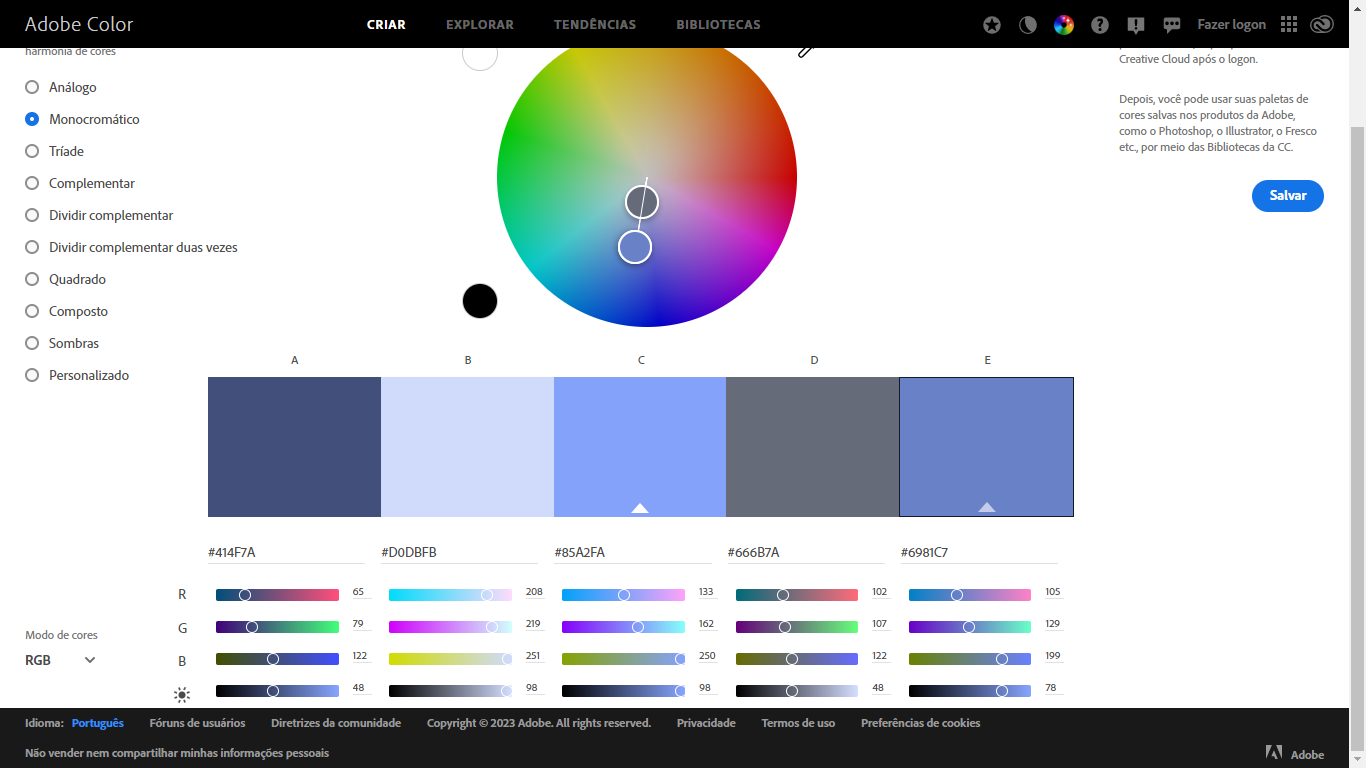 Adobe Color
CRIAR
EXPLORAR
TENDÊNCIAS
BIBLIOTECAS
Fazer logon
harmonia de cores
Análogo
Monocromático
Tríade
Complementar
Dividir complementar
Dividir complementar duas vezes
Quadrado
Composto
Sombras
Personalizado
Creative Cloud após o logon.
Depois, você pode usar suas paletas de
cores salvas nos produtos da Adobe,
como o Photoshop, o Illustrator, o Fresco
etc., por meio das Bibliotecas da CC.
Salvar
A B C D E
#414F7A #D0DBFB #85A2FA #666B7A #6981C7
R 65 208 133 102 105
G 79 219 162 107 129
B 122 251 250 122 199
48 98 98 48 78
Modo de cores
RGB
Idioma: Português Fóruns de usuários Diretrizes da comunidade Copyright © 2023 Adobe. All rights reserved. Privacidade Termos de uso Preferências de cookies
Não vender nem compartilhar minhas informações pessoais
Adobe